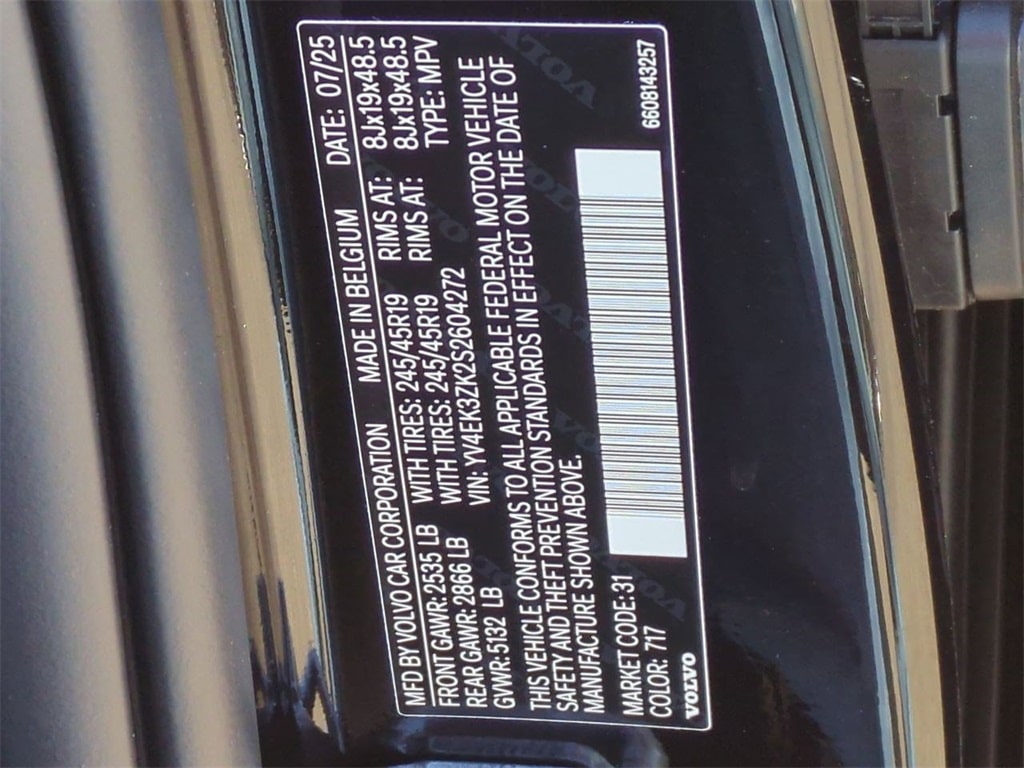 MFD BY VOLVO CAR CORPORATION MADE IN BELGIUM DATE: 07/25
FRONT GAWR: 2535 LB WITH TIRES: 245/45R19 RIMS AT: 8Jx19x48.5
REAR GAWR: 2866 LB WITH TIRES: 245/45R19 RIMS AT: 8Jx19x48.5
GVWR: 5132 LB VIN: YV4EK3ZK2S2604272 TYPE: MPV
THIS VEHICLE CONFORMS TO ALL APPLICABLE FEDERAL MOTOR VEHICLE
SAFETY AND THEFT PREVENTION STANDARDS IN EFFECT ON THE DATE OF
MANUFACTURE SHOWN ABOVE.
MARKET CODE:31
COLOR: 717
VOLVO
6608143257